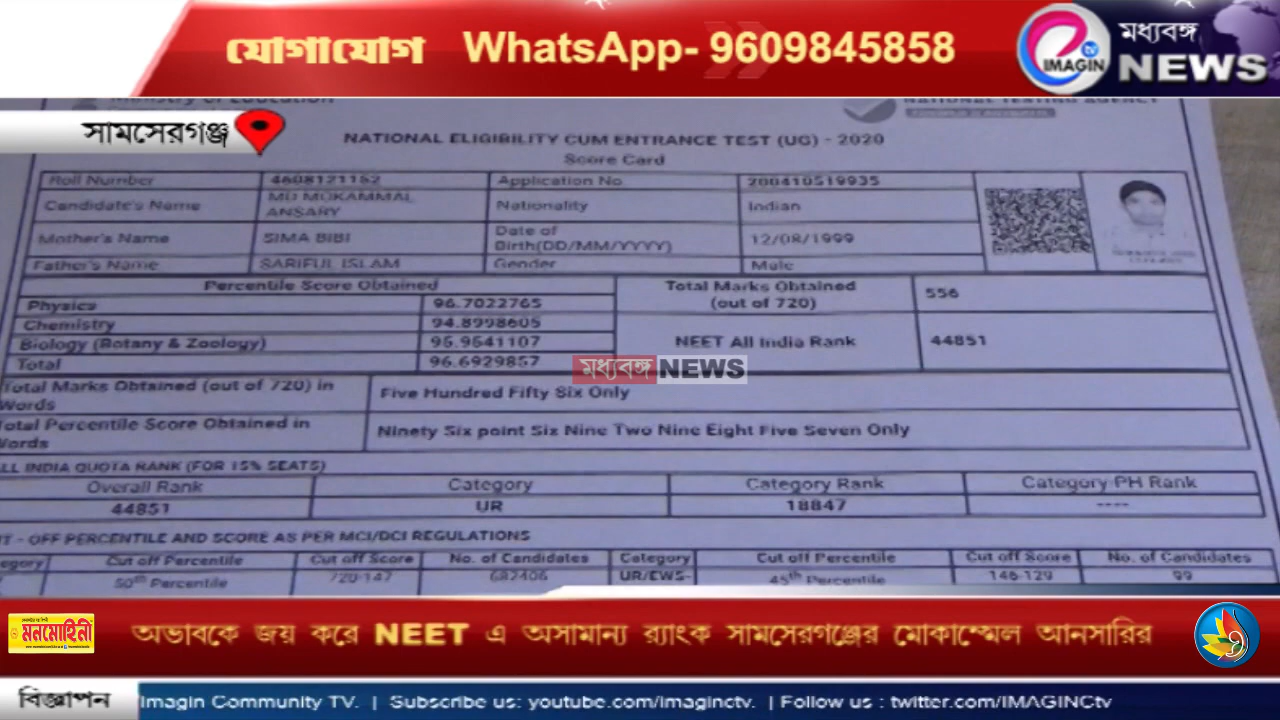 যোগাযোগ WhatsApp- 9609845858
IMAGIN tv
মধ্যবঙ্গ
NEWS
Ministry of Education
সামসেরগঞ্জ
NATIONAL TESTING AGENCY
NATIONAL ELIGIBILITY CUM ENTRANCE TEST (UG) - 2020
Score Card
Roll Number 4608121152 Application No 200410519935
Candidate's Name MD MOKAMMAL ANSARY Nationality Indian
Mother's Name SIMA BIBI Date of Birth(DD/MM/YYYY) 12/08/1999
Father's Name SARIFUL ISLAM Gender Male
Percentile Score Obtained Total Marks Obtained (out of 720) 556
Physics 96.7022765
Chemistry 94.8998605
Biology (Botany & Zoology) 95.9541107 NEET All India Rank 44851
Total 96.6929857
মধ্যবঙ্গ NEWS
Total Marks Obtained (out of 720) in Words Five Hundred Fifty Six Only
Total Percentile Score Obtained in Words Ninety Six point Six Nine Two Nine Eight Five Seven Only
ALL INDIA QUOTA RANK (FOR 15% SEATS)
Overall Rank Category Category Rank Category PH Rank
44851 UR 18847 ----
T - OFF PERCENTILE AND SCORE AS PER MCI/DCI REGULATIONS
egory Cut off Percentile Cut off Score No. of Candidates Category Cut off Percentile Cut off Score No. of Candidates
50th Percentile 720-147 682406 UR/EWS- 45th Percentile 146-129 99
মনমোহিনী
অভাবকে জয় করে NEET এ অসামান্য র‍্যাংক সামসেরগঞ্জের মোকাম্মেল আনসারির
বিজ্ঞাপন Imagin Community TV. | Subscribe us: youtube.com/imaginctv. | Follow us : twitter.com/IMAGINCtv